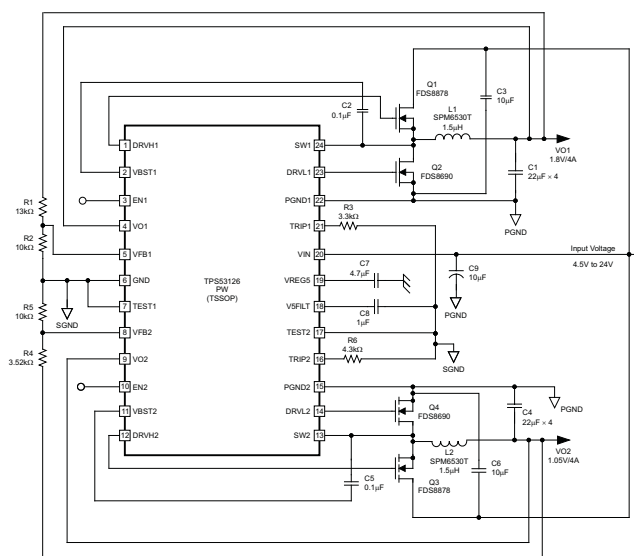 Q1
FDS8878
C3
10μF
C2
0.1μF
L1
SPM6530T
1.5μH
VO1
1.8V/4A
Q2
FDS8690
C1
22μF × 4
PGND
1 DRVH1
2 VBST1
3 EN1
4 VO1
5 VFB1
6 GND
7 TEST1
8 VFB2
9 VO2
10 EN2
11 VBST2
12 DRVH2
TPS53126
PW
(TSSOP)
SW1 24
DRVL1 23
PGND1 22
TRIP1 21
VIN 20
VREG5 19
V5FILT 18
TEST2 17
TRIP2 16
PGND2 15
DRVL2 14
SW2 13
R1
13kΩ
R2
10kΩ
R5
10kΩ
R4
3.52kΩ
SGND
R3
3.3kΩ
Input Voltage
4.5V to 24V
C7
4.7μF
C9
10μF
PGND
C8
1μF
R6
4.3kΩ
SGND
PGND
Q4
FDS8690
C4
22μF × 4
VO2
1.05V/4A
L2
SPM6530T
1.5μH
C6
10μF
Q3
FDS8878
C5
0.1μF